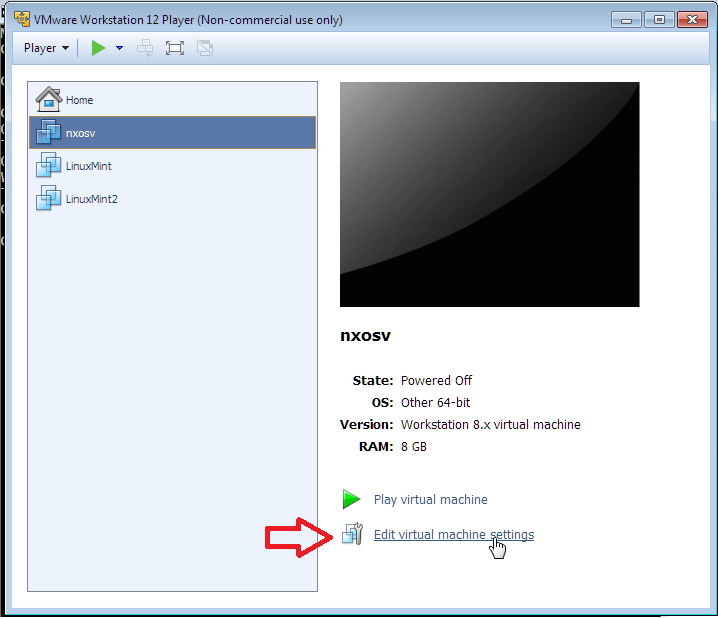 VMware Workstation 12 Player (Non-commercial use only)
Player
Home
nxosv
LinuxMint
LinuxMint2
nxosv
State: Powered Off
OS: Other 64-bit
Version: Workstation 8.x virtual machine
RAM: 8 GB
Play virtual machine
Edit virtual machine settings